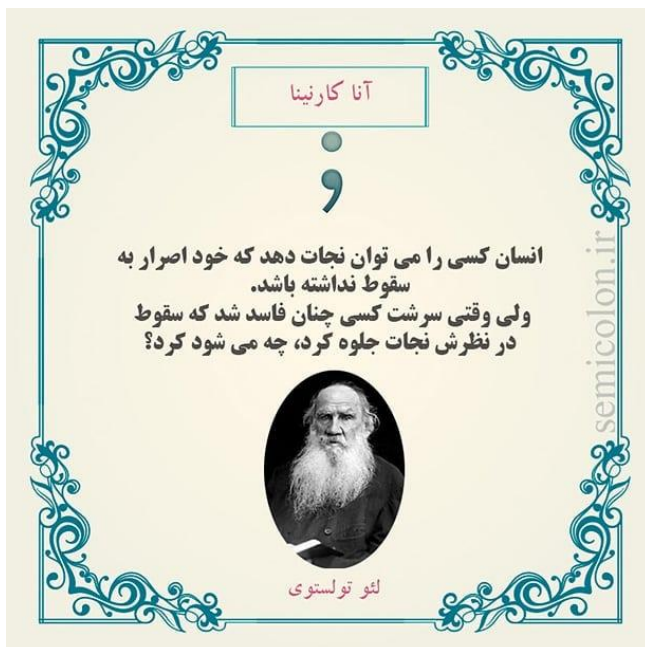 آنا کارنینا
؛
انسان کسی را می توان نجات دهد که خود اصرار به
سقوط نداشته باشد.
ولی وقتی سرشت کسی چنان فاسد شد که سقوط
در نظرش نجات جلوه کرد، چه می شود کرد؟
semicolon.ir
لئو تولستوی